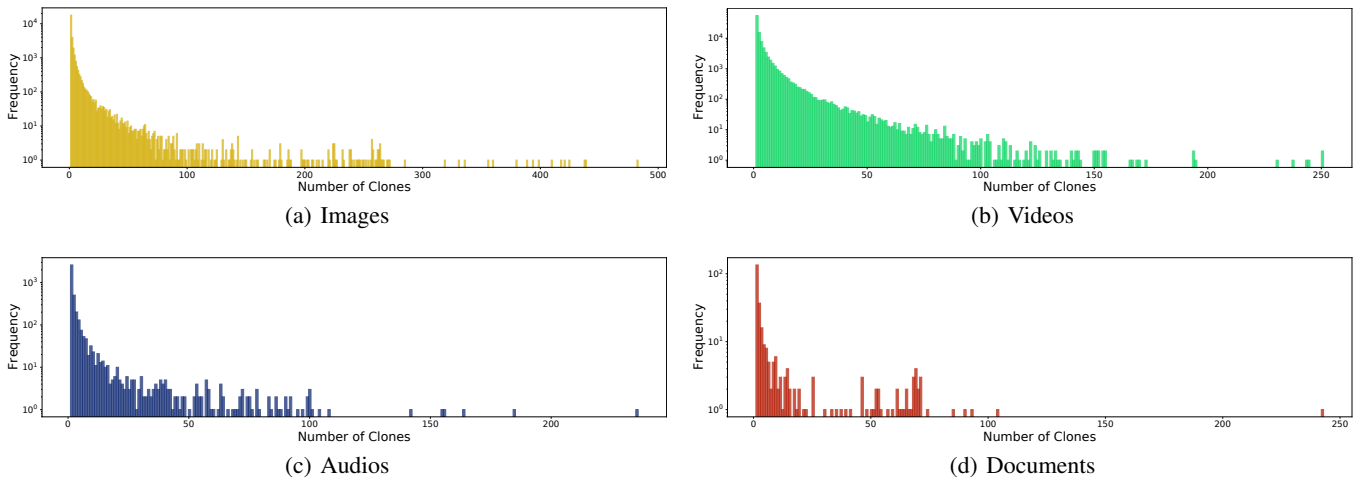 Frequency
10^4
10^3
10^2
10^1
10^0
0 100 200 300 400 500
Number of Clones
(a) Images
Frequency
10^4
10^3
10^2
10^1
10^0
0 50 100 150 200 250
Number of Clones
(b) Videos
Frequency
10^3
10^2
10^1
10^0
0 50 100 150 200
Number of Clones
(c) Audios
Frequency
10^2
10^1
10^0
0 50 100 150 200 250
Number of Clones
(d) Documents